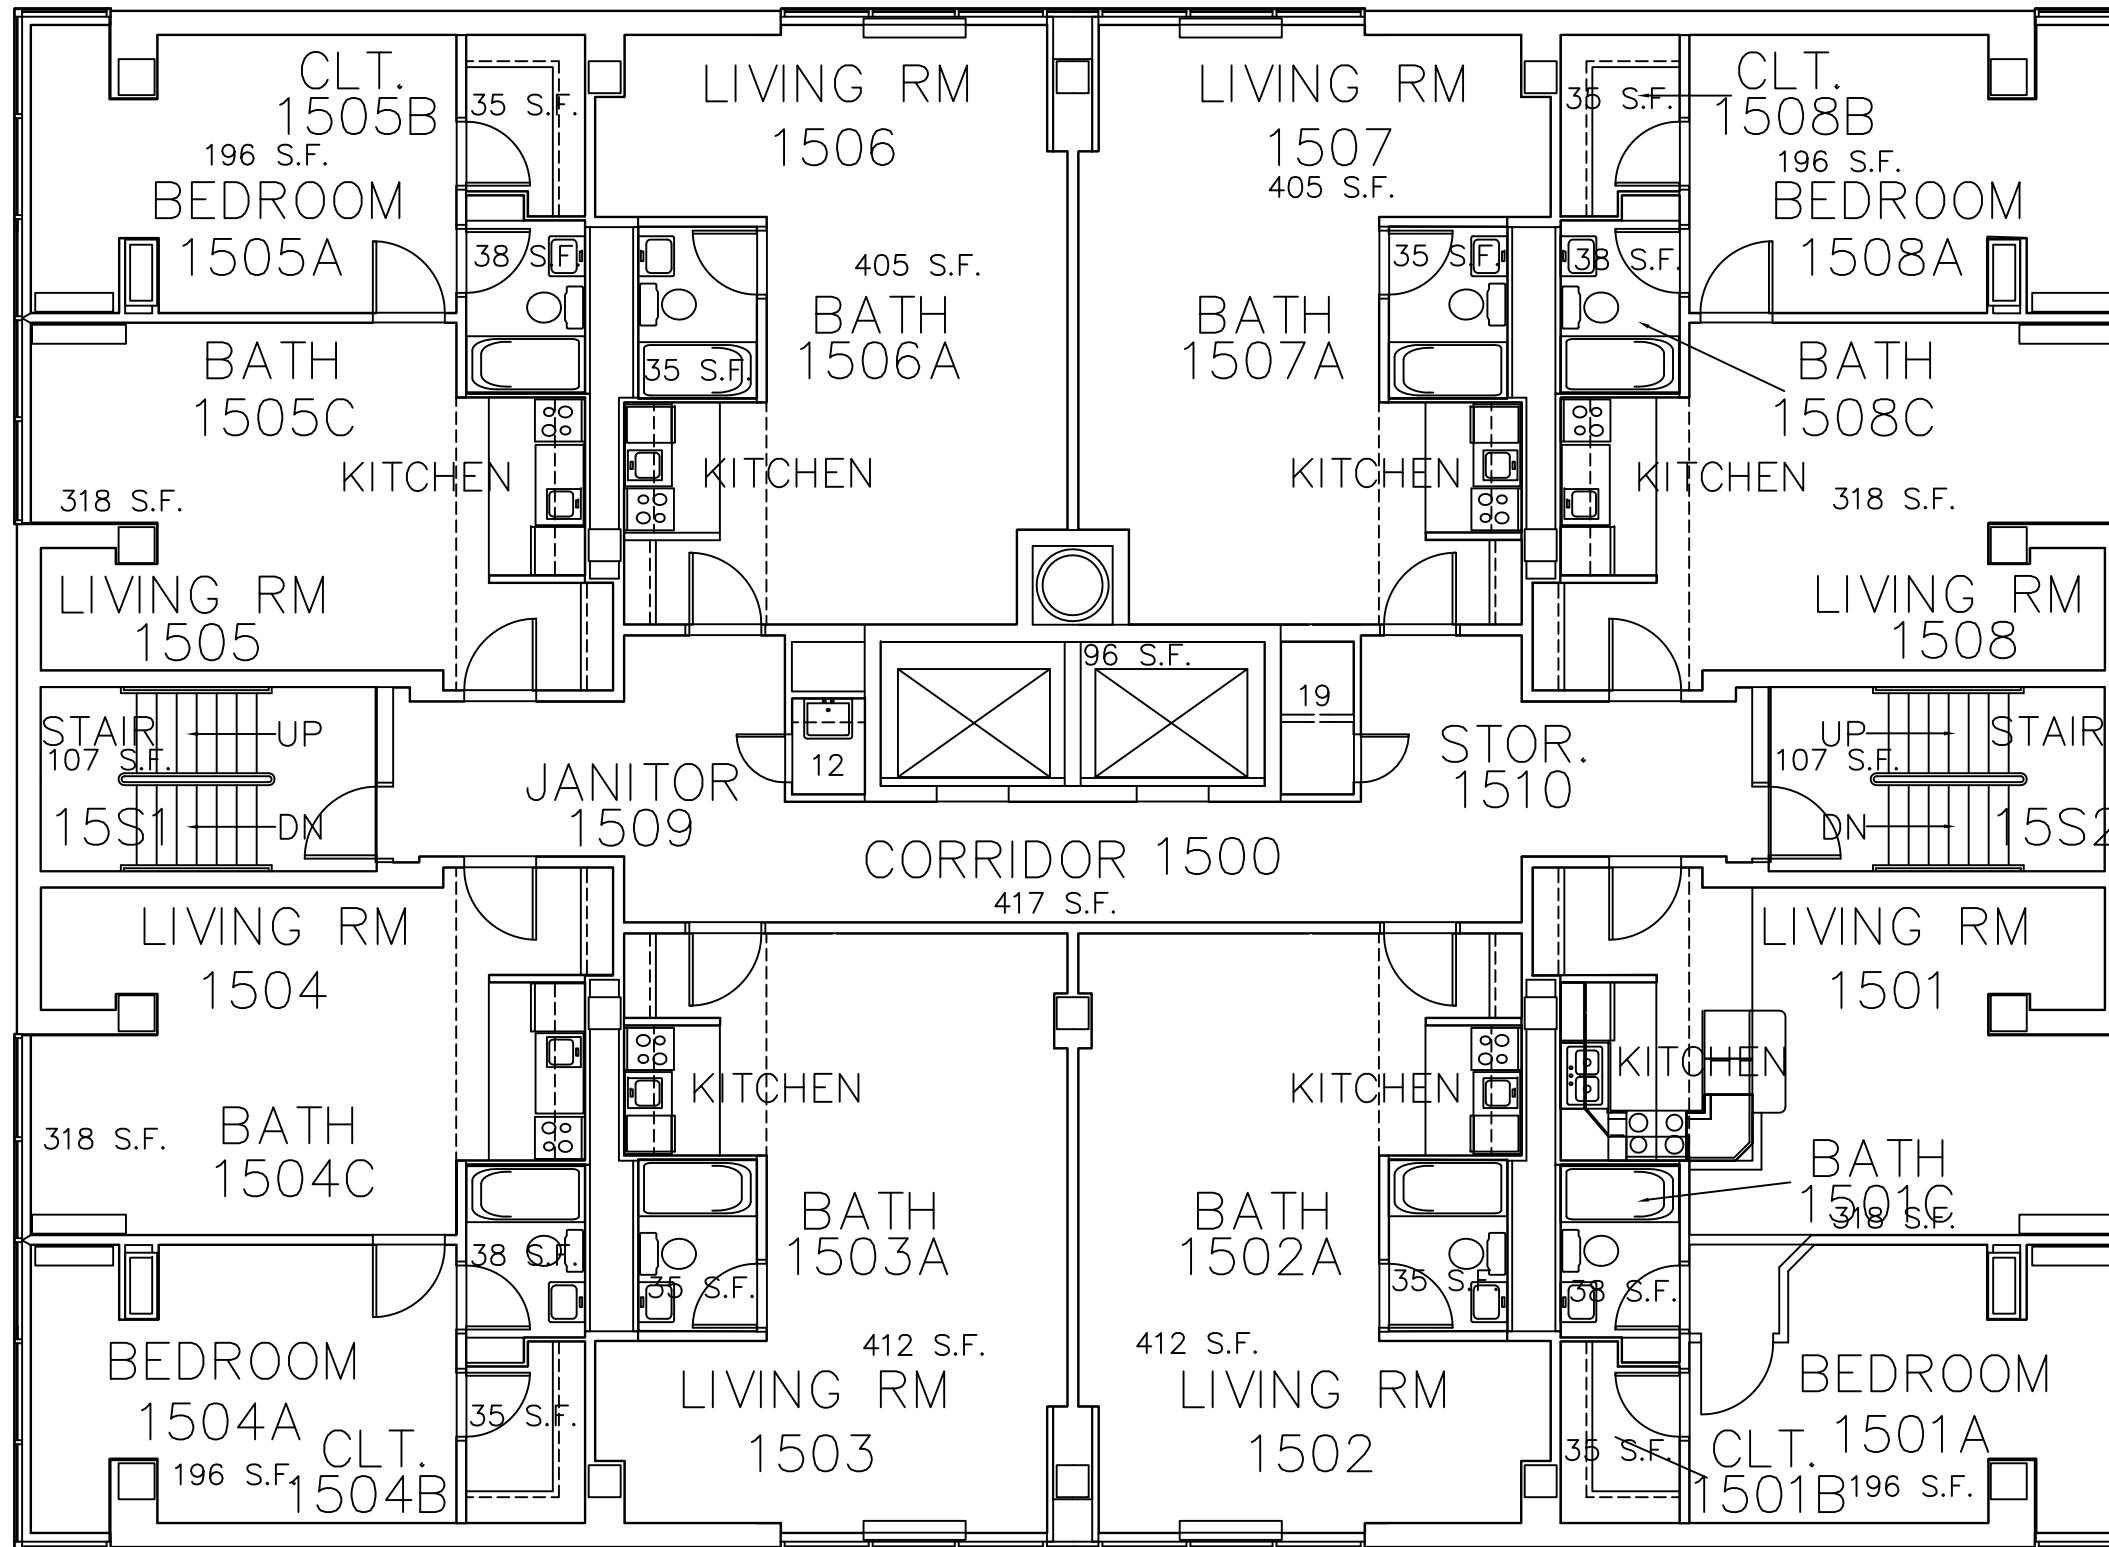 CLT.
1505B
35 S.F.
196 S.F.
BEDROOM
1505A
38 S.F.
LIVING RM
1506
405 S.F.
BATH
1506A
35 S.F.
KITCHEN
LIVING RM
1507
405 S.F.
35 S.F.
BATH
1507A
KITCHEN
35 S.F.
CLT.
1508B
196 S.F.
BEDROOM
1508A
38 S.F.
BATH
1508C
KITCHEN
318 S.F.
LIVING RM
1508
BATH
1505C
KITCHEN
318 S.F.
LIVING RM
1505
STAIR
107 S.F.
UP
15S1
DN
JANITOR
1509
12
96 S.F.
19
STOR.
1510
UP
STAIR
107 S.F.
DN
15S2
CORRIDOR 1500
417 S.F.
LIVING RM
1504
318 S.F.
BATH
1504C
38 S.F.
BEDROOM
1504A
35 S.F.
CLT.
196 S.F.
1504B
KITCHEN
BATH
1503A
35 S.F.
412 S.F.
LIVING RM
1503
KITCHEN
BATH
1502A
35 S.F.
412 S.F.
LIVING RM
1502
LIVING RM
1501
KITCHEN
BATH
1501C
318 S.F.
38 S.F.
BEDROOM
1501A
35 S.F.
CLT.
1501B
196 S.F.